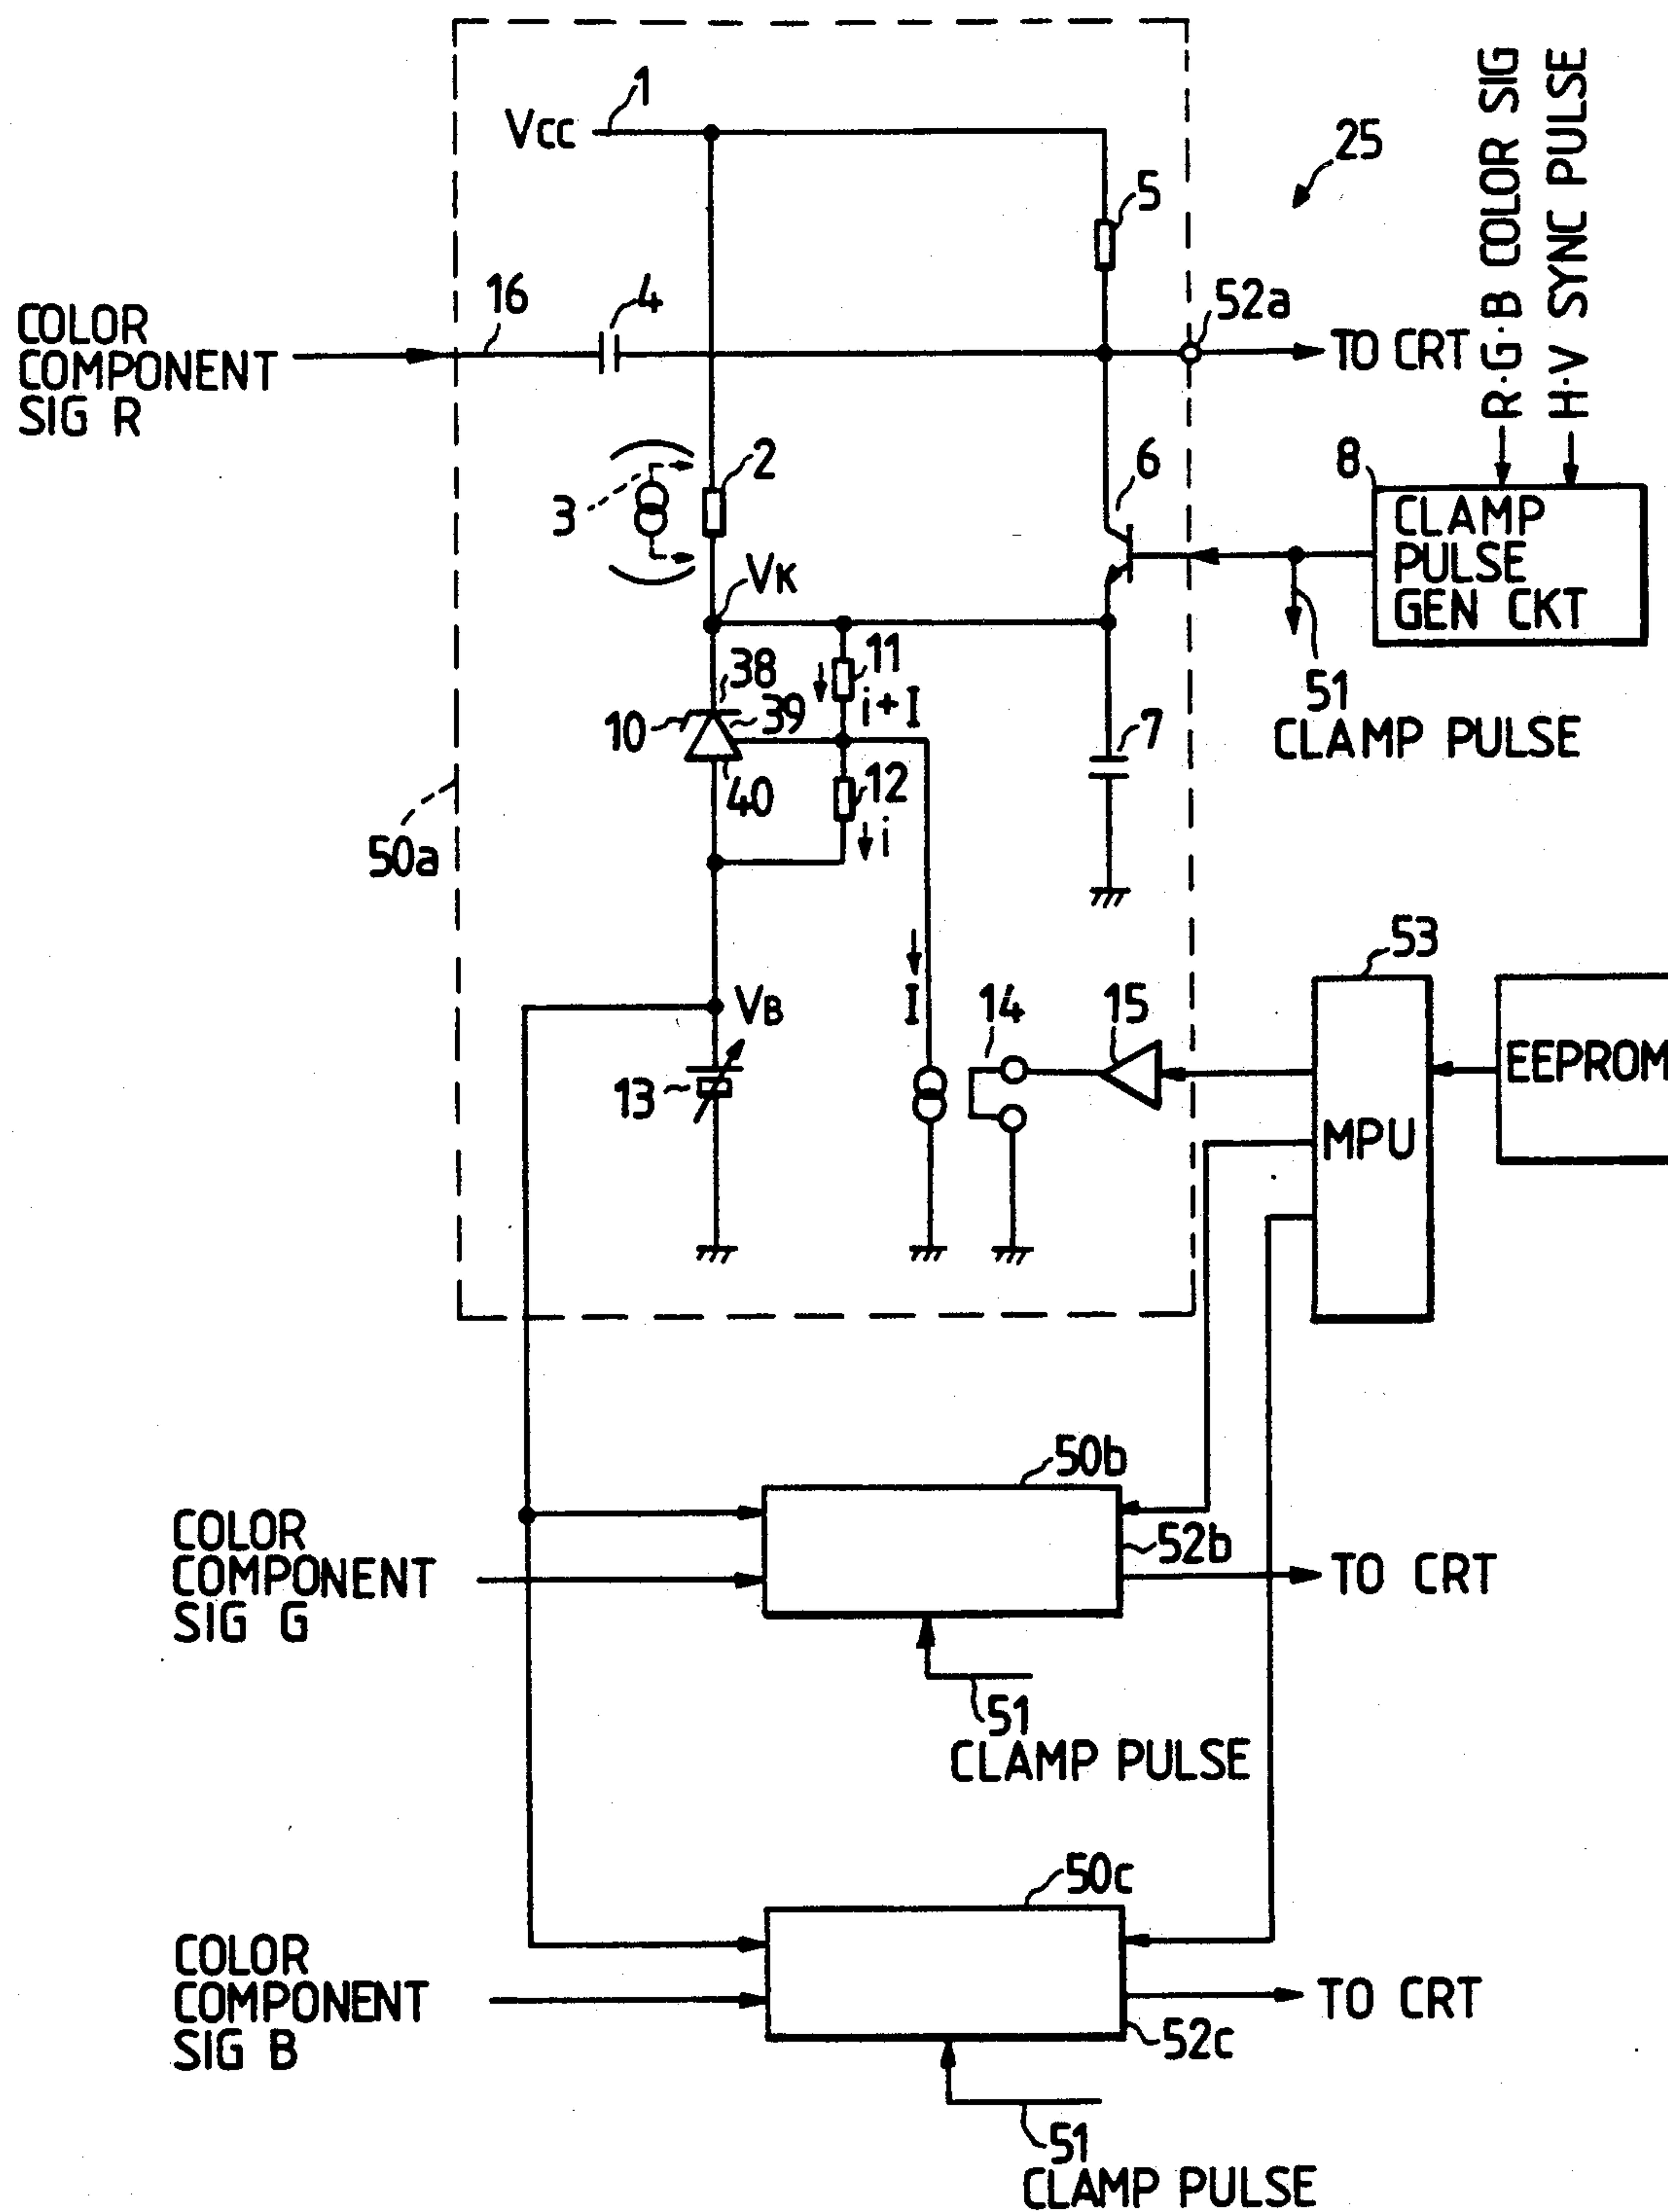 1
VCC
25
R·G·B COLOR SIG
H·V SYNC PULSE
5
COLOR
COMPONENT
SIG R
16
4
52a
TO CRT
3
2
6
8
CLAMP
PULSE
GEN CKT
VK
38
39
10
40
11
i+I
12
i
7
51
CLAMP PULSE
50a
VB
I
13
14
15
53
MPU
EEPROM
50b
COLOR
COMPONENT
SIG G
52b
TO CRT
51
CLAMP PULSE
50c
COLOR
COMPONENT
SIG B
TO CRT
52c
51
CLAMP PULSE